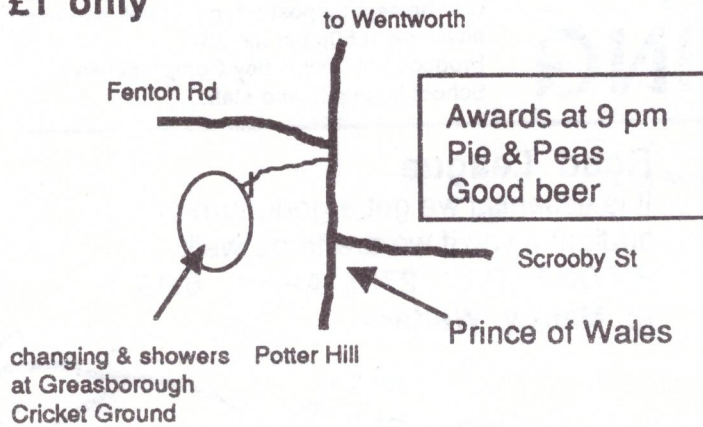 £1 only
to Wentworth
Fenton Rd
Awards at 9 pm
Pie & Peas
Good beer
Scrooby St
Prince of Wales
changing & showers
at Greasborough
Cricket Ground
Potter Hill